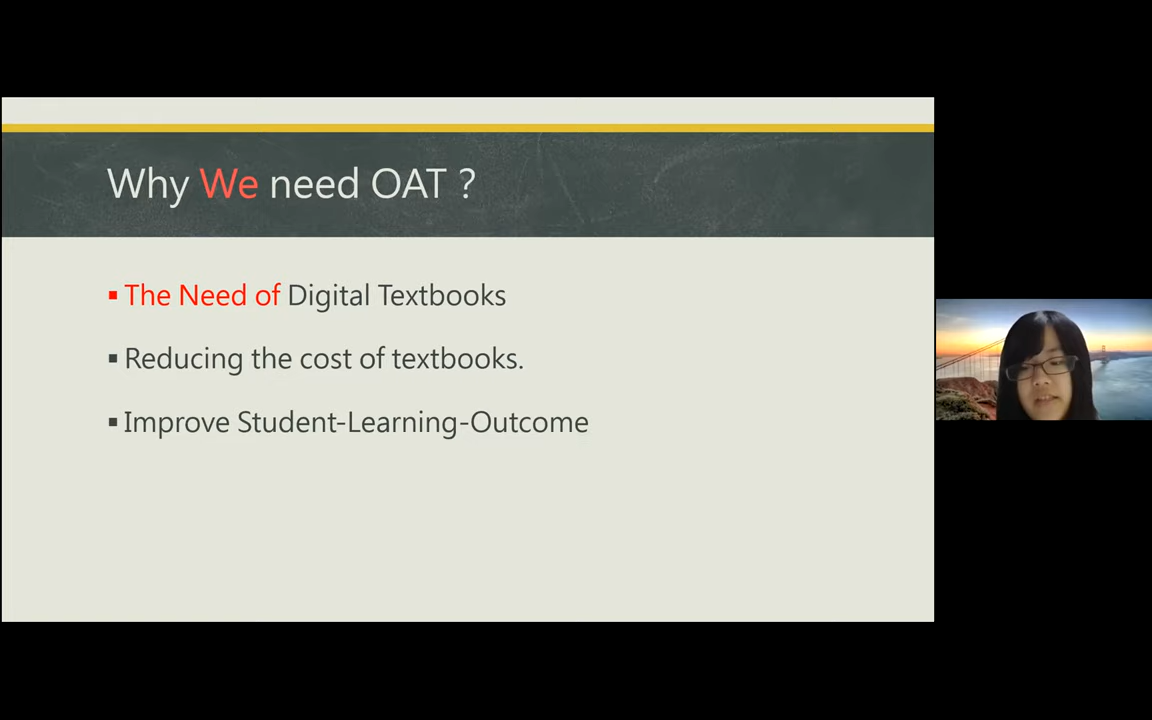 Why We need OAT ?
The Need of Digital Textbooks
Reducing the cost of textbooks.
Improve Student-Learning-Outcome